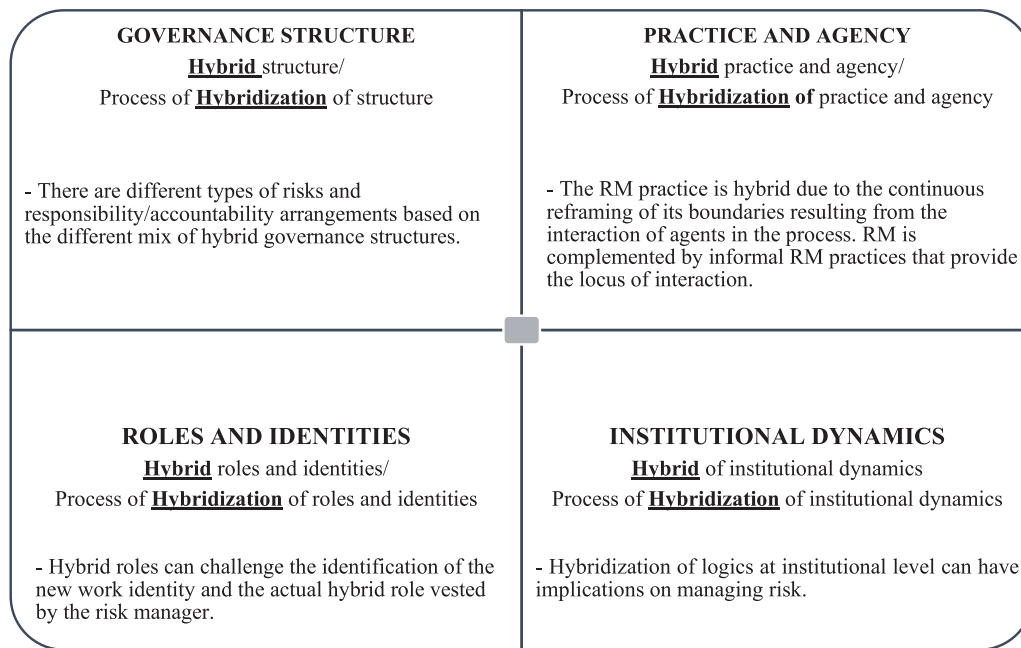 GOVERNANCE STRUCTURE
Hybrid structure/
Process of Hybridization of structure
- There are different types of risks and
responsibility/accountability arrangements based on
the different mix of hybrid governance structures.
PRACTICE AND AGENCY
Hybrid practice and agency/
Process of Hybridization of practice and agency
- The RM practice is hybrid due to the continuous
reframing of its boundaries resulting from the
interaction of agents in the process. RM is
complemented by informal RM practices that provide
the locus of interaction.
ROLES AND IDENTITIES
Hybrid roles and identities/
Process of Hybridization of roles and identities
- Hybrid roles can challenge the identification of the
new work identity and the actual hybrid role vested
by the risk manager.
INSTITUTIONAL DYNAMICS
Hybrid of institutional dynamics
Process of Hybridization of institutional dynamics
- Hybridization of logics at institutional level can have
implications on managing risk.